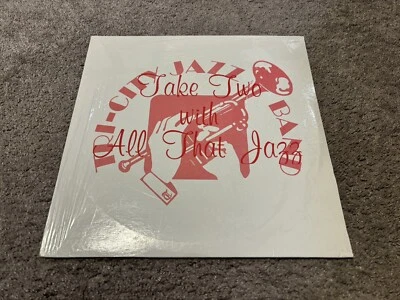 TRI-CITY JAZZ BAND
Take Two
with
All That Jazz